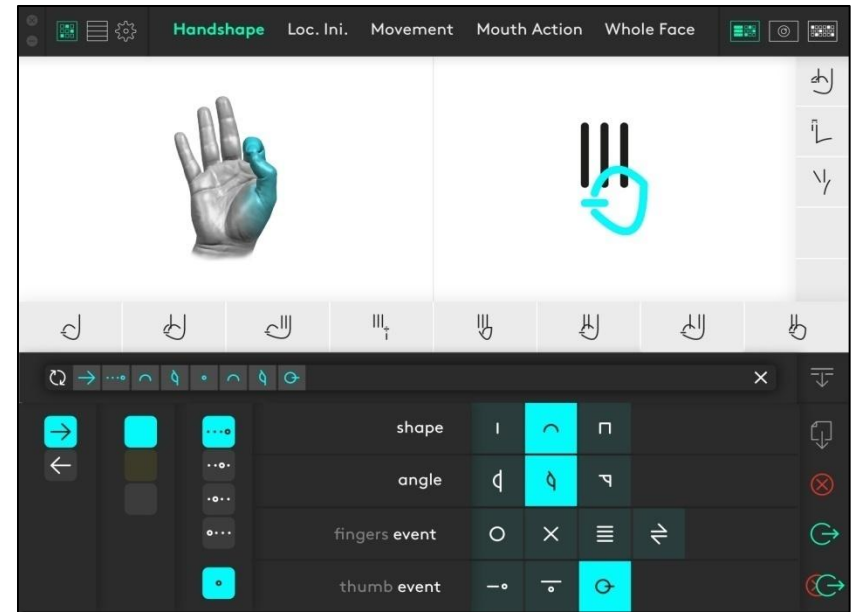 Handshape Loc. Ini. Movement Mouth Action Whole Face
shape
angle
fingers event
thumb event